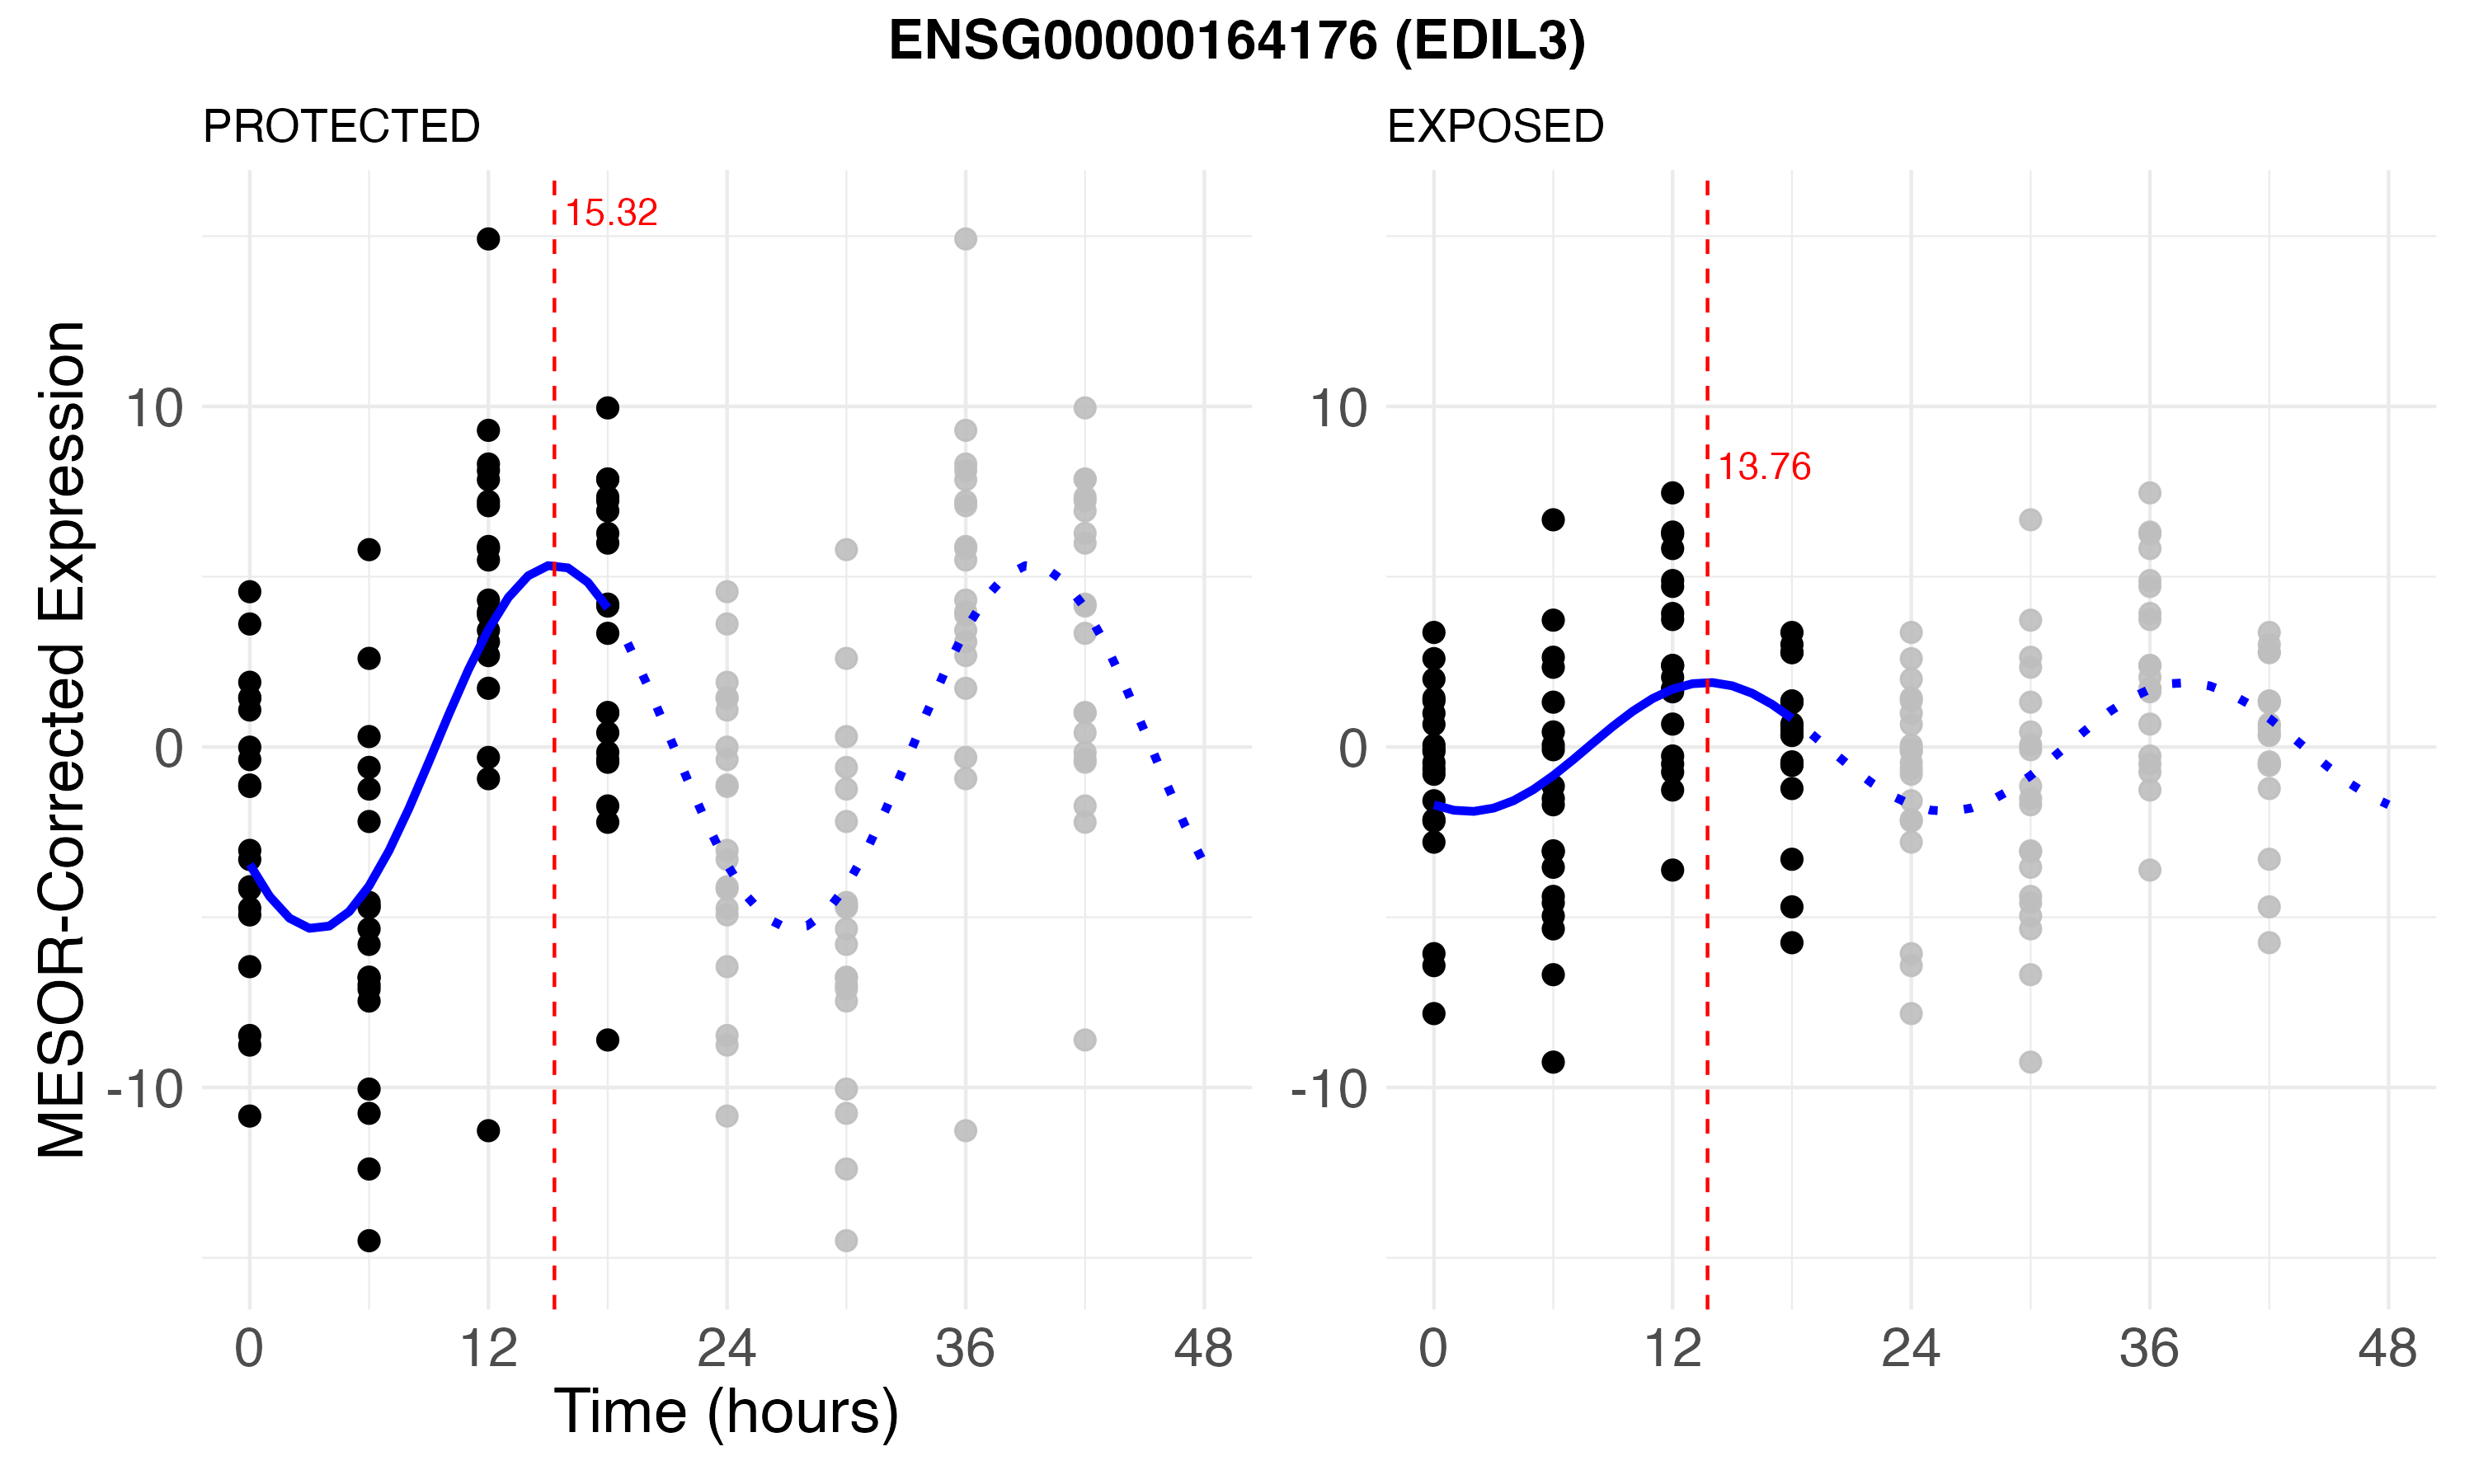 ENSG00000164176 (EDIL3)
PROTECTED
EXPOSED
MESOR-Corrected Expression
15.32
10
0
-10
0 12 24 36 48
13.76
10
0
-10
0 12 24 36 48
Time (hours)